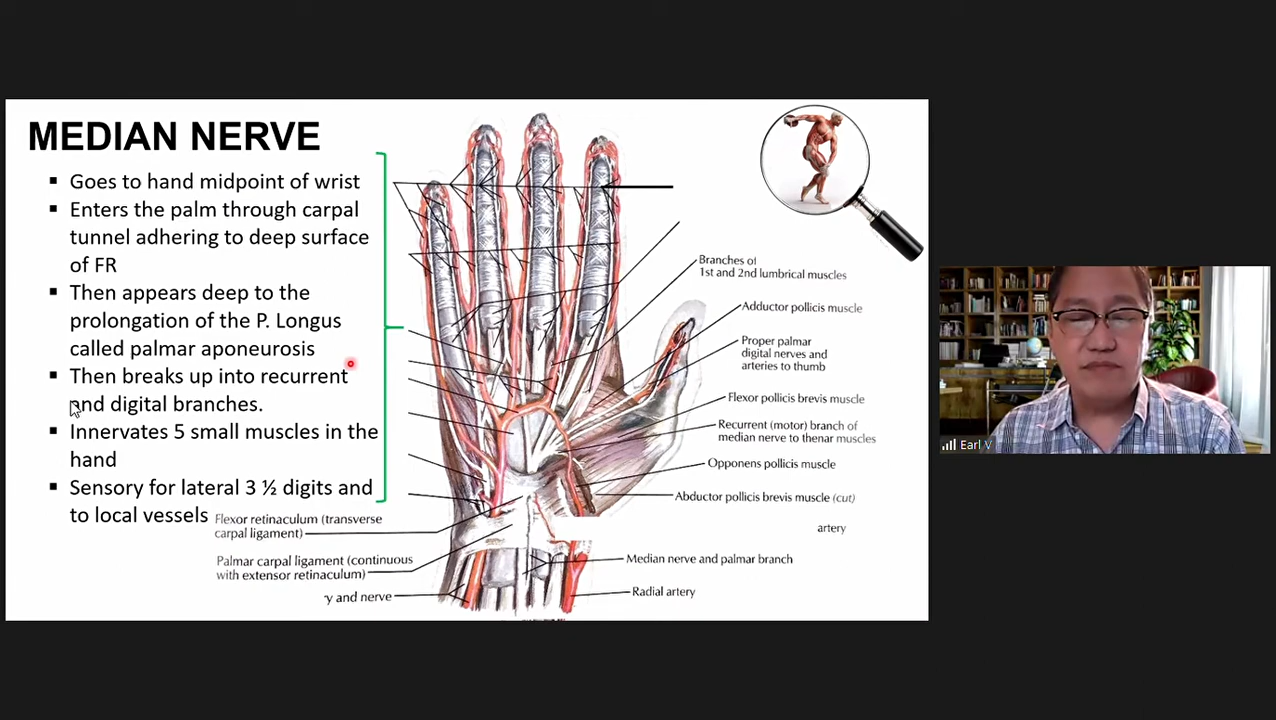 MEDIAN NERVE
▪ Goes to hand midpoint of wrist
▪ Enters the palm through carpal
tunnel adhering to deep surface
of FR
▪ Then appears deep to the
prolongation of the P. Longus
called palmar aponeurosis
▪ Then breaks up into recurrent
and digital branches.
▪ Innervates 5 small muscles in the
hand
▪ Sensory for lateral 3 ½ digits and
to local vessels
Flexor retinaculum (transverse
carpal ligament)
Palmar carpal ligament (continuous
with extensor retinaculum)
y and nerve
Branches of
1st and 2nd lumbrical muscles
Adductor pollicis muscle
Proper palmar
digital nerves and
arteries to thumb
Flexor pollicis brevis muscle
Recurrent (motor) branch of
median nerve to thenar muscles
Opponens pollicis muscle
Abductor pollicis brevis muscle (cut)
artery
Median nerve and palmar branch
Radial artery
Earl V